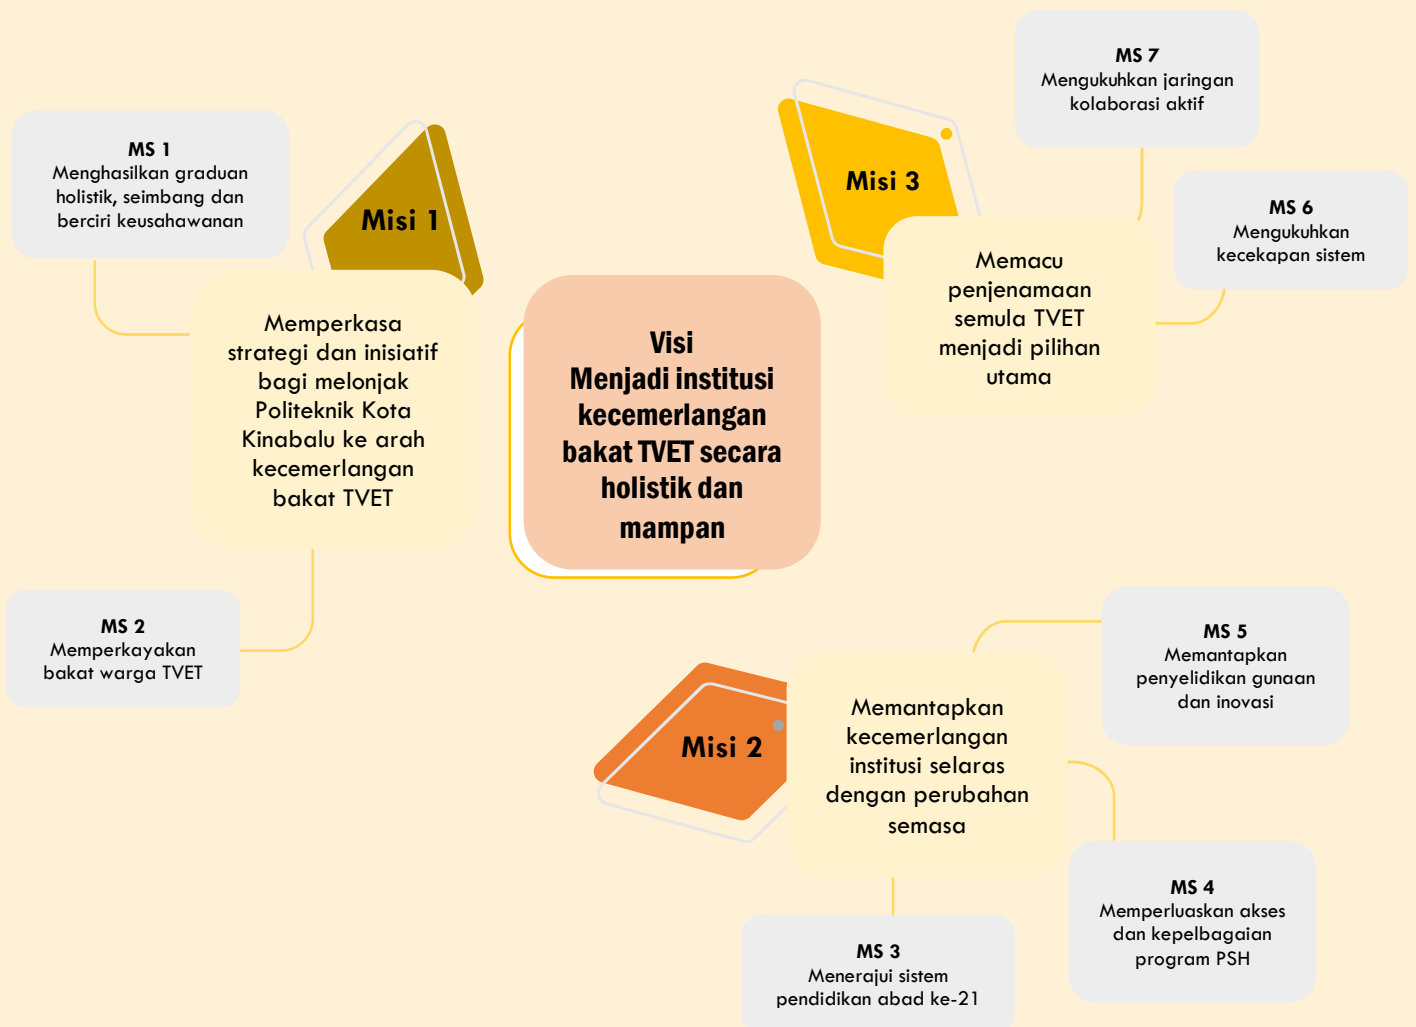 MS 1
Menghasilkan graduan
holistik, seimbang dan
berciri keusahawanan
Misi 1
Memperkasa
strategi dan inisiatif
bagi melonjak
Politeknik Kota
Kinabalu ke arah
kecemerlangan
bakat TVET
MS 2
Memperkayakan
bakat warga TVET
Visi
Menjadi institusi
kecemerlangan
bakat TVET secara
holistik dan
mampan
Misi 3
Memacu
penjenamaan
semula TVET
menjadi pilihan
utama
MS 7
Mengukuhkan jaringan
kolaborasi aktif
MS 6
Mengukuhkan
kecekapan sistem
Misi 2
Memantapkan
kecemerlangan
institusi selaras
dengan perubahan
semasa
MS 5
Memantapkan
penyelidikan gunaan
dan inovasi
MS 4
Memperluaskan akses
dan kepelbagaian
program PSH
MS 3
Menerajui sistem
pendidikan abad ke-21